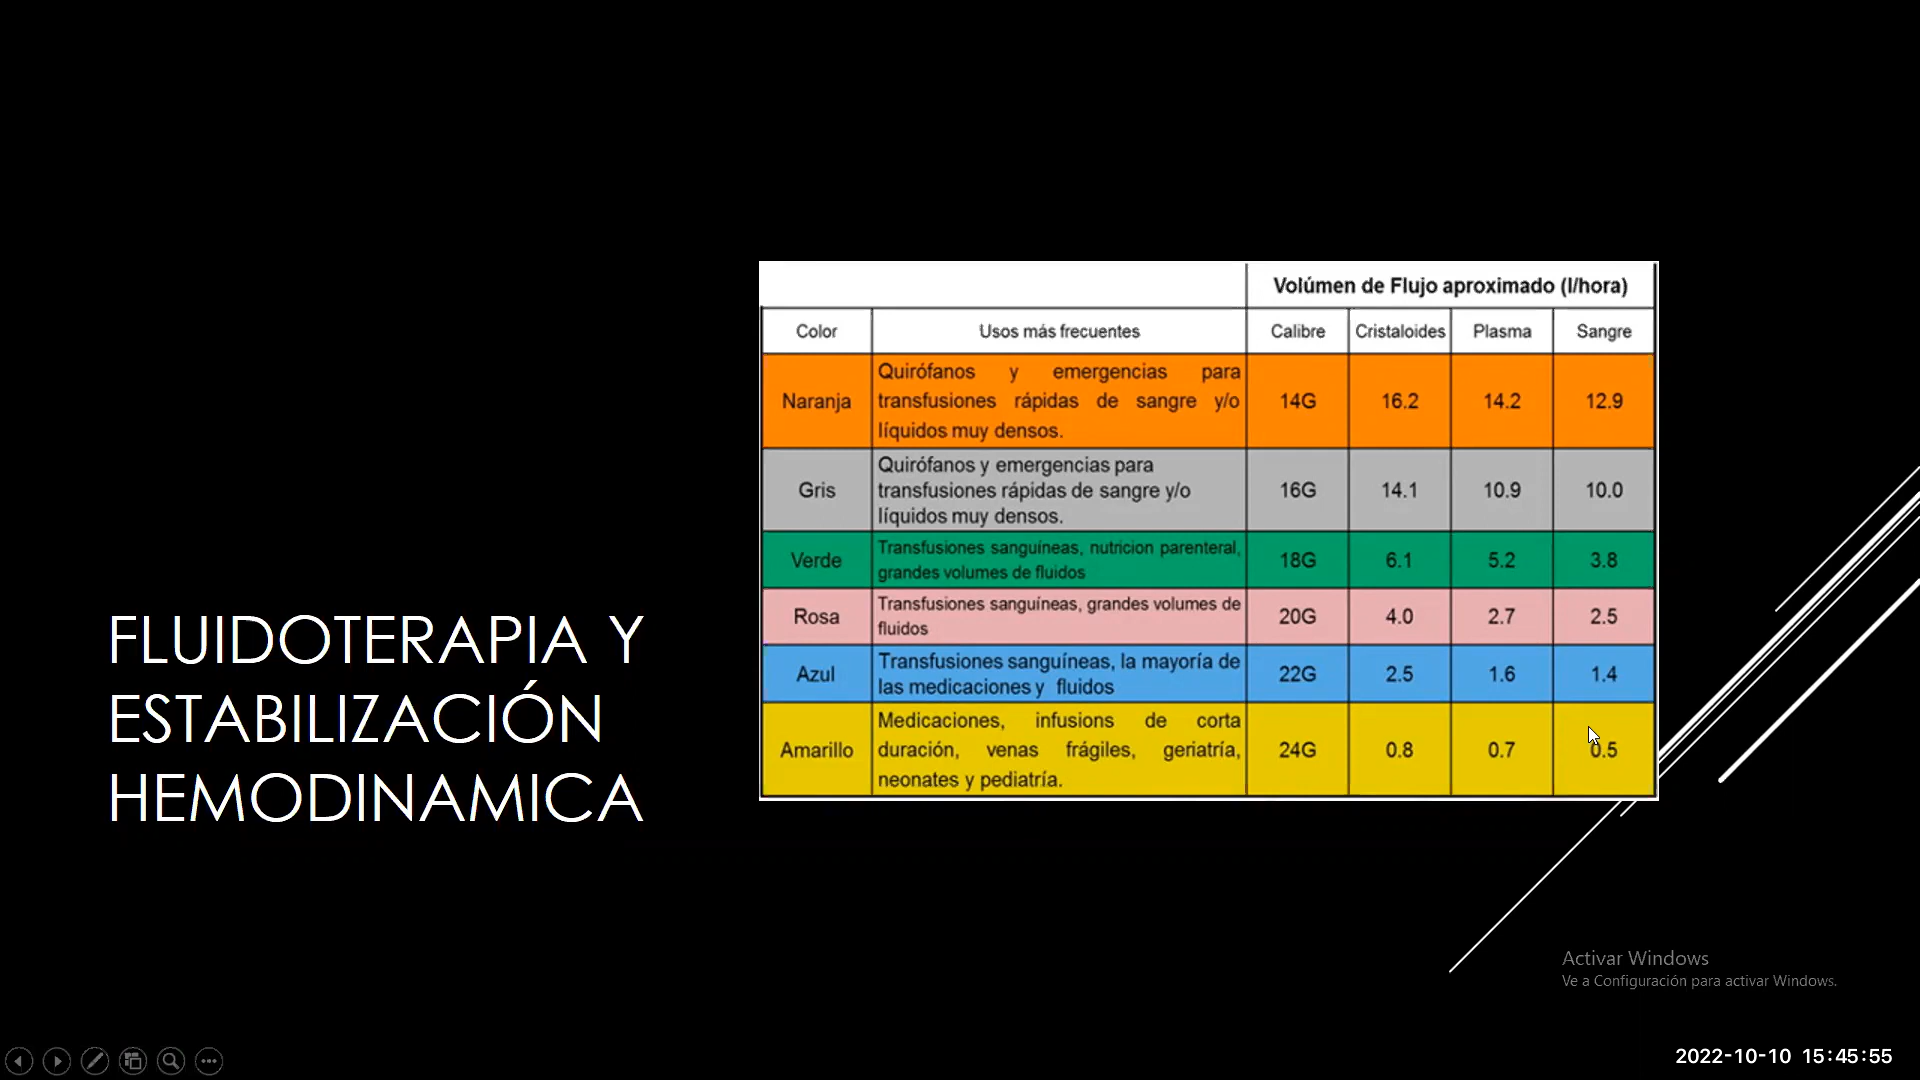 FLUIDOTERAPIA Y
ESTABILIZACIÓN
HEMODINAMICA
Volúmen de Flujo aproximado (l/hora)
Color Usos más frecuentes Calibre Cristaloides Plasma Sangre
Quirófanos y emergencias para
Naranja transfusiones rápidas de sangre y/o 14G 16.2 14.2 12.9
líquidos muy densos.
Quirófanos y emergencias para
Gris transfusiones rápidas de sangre y/o 16G 14.1 10.9 10.0
líquidos muy densos.
Verde Transfusiones sanguíneas, nutricion parenteral, 18G 6.1 5.2 3.8
grandes volumes de fluidos
Rosa Transfusiones sanguíneas, grandes volumes de 20G 4.0 2.7 2.5
fluidos
Azul Transfusiones sanguíneas, la mayoría de 22G 2.5 1.6 1.4
las medicaciones y fluidos
Medicaciones, infusions de corta
Amarillo duración, venas frágiles, geriatría, 24G 0.8 0.7 0.5
neonates y pediatría.
Activar Windows
Ve a Configuración para activar Windows.
2022-10-10 15:45:55